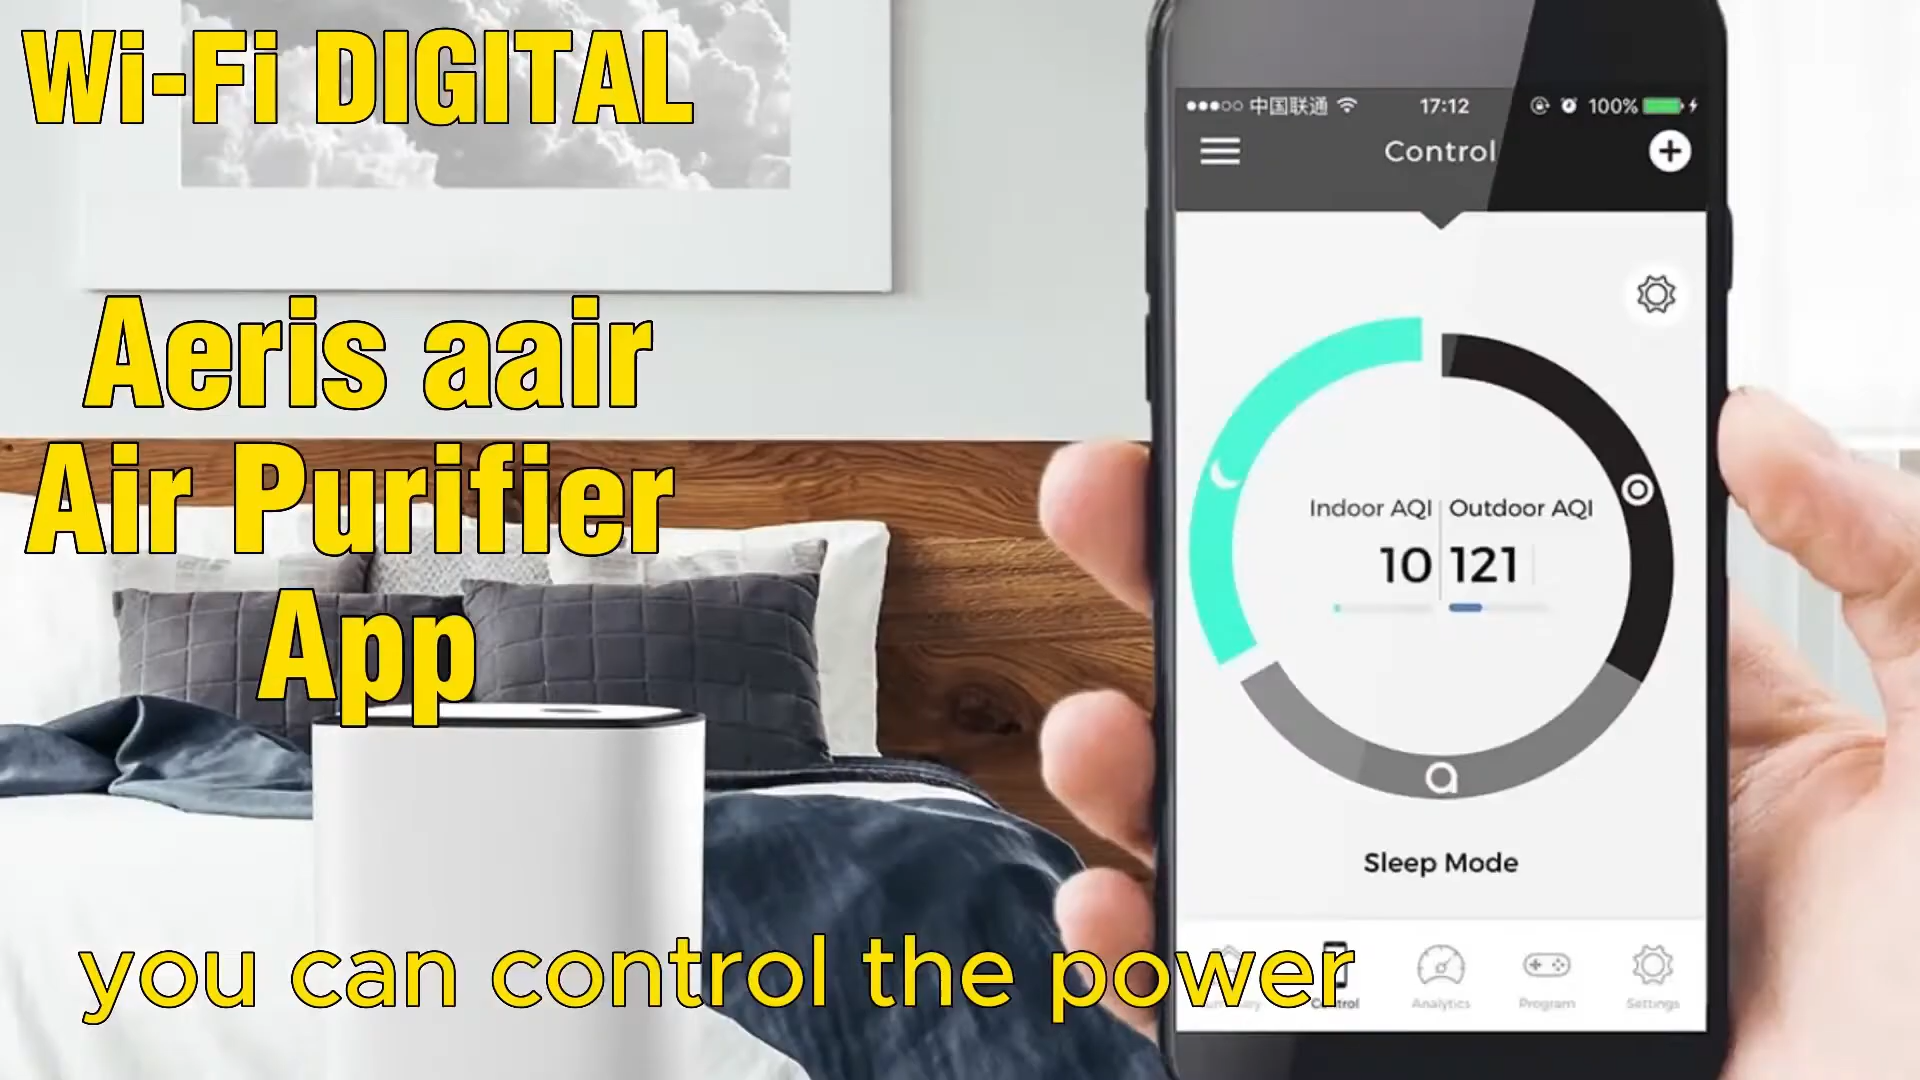 Wi-Fi DIGITAL
Aeris aair
Air Purifier
App
中国联通 17:12 100%
Control
Indoor AQI Outdoor AQI
10 121
Sleep Mode
Control Analytics Program Settings
you can control the power